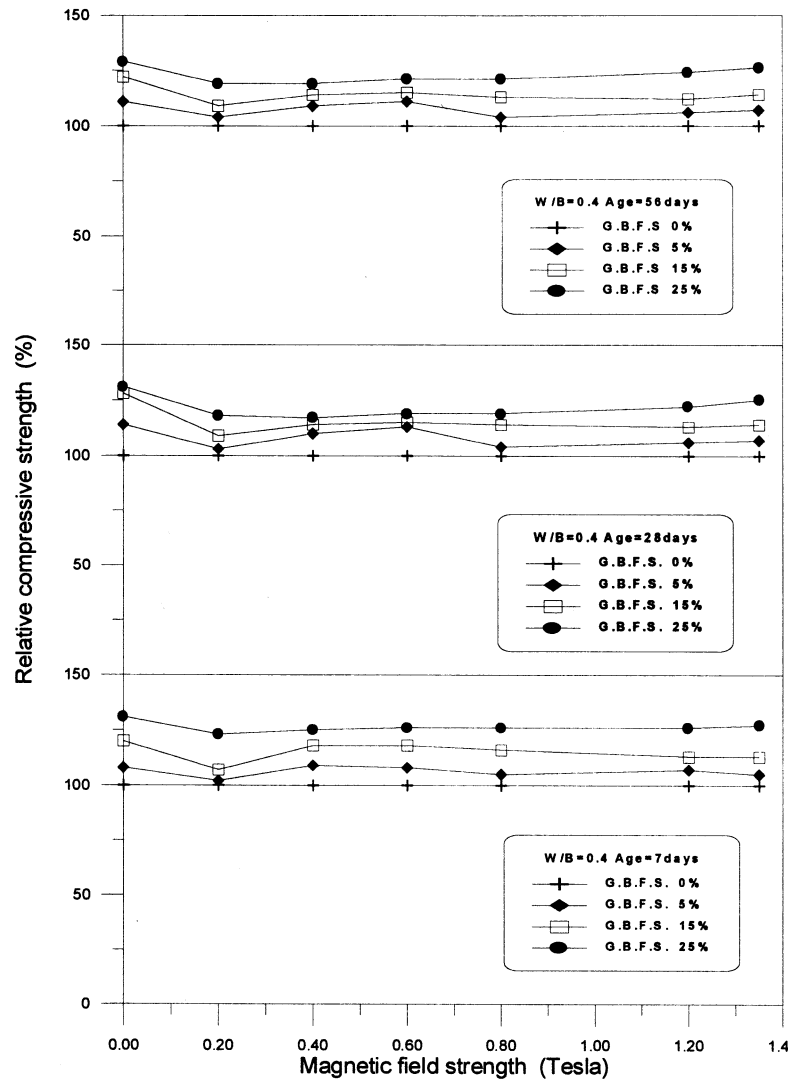 150
100
50
W/B=0.4 Age=56days
G.B.F.S 0%
G.B.F.S 5%
G.B.F.S 15%
G.B.F.S 25%
150
100
50
W/B=0.4 Age=28days
G.B.F.S. 0%
G.B.F.S. 5%
G.B.F.S. 15%
G.B.F.S. 25%
150
100
50
0
W/B=0.4 Age=7days
G.B.F.S. 0%
G.B.F.S. 5%
G.B.F.S. 15%
G.B.F.S. 25%
Relative compressive strength (%)
0.00 0.20 0.40 0.60 0.80 1.00 1.20 1.4
Magnetic field strength (Tesla)